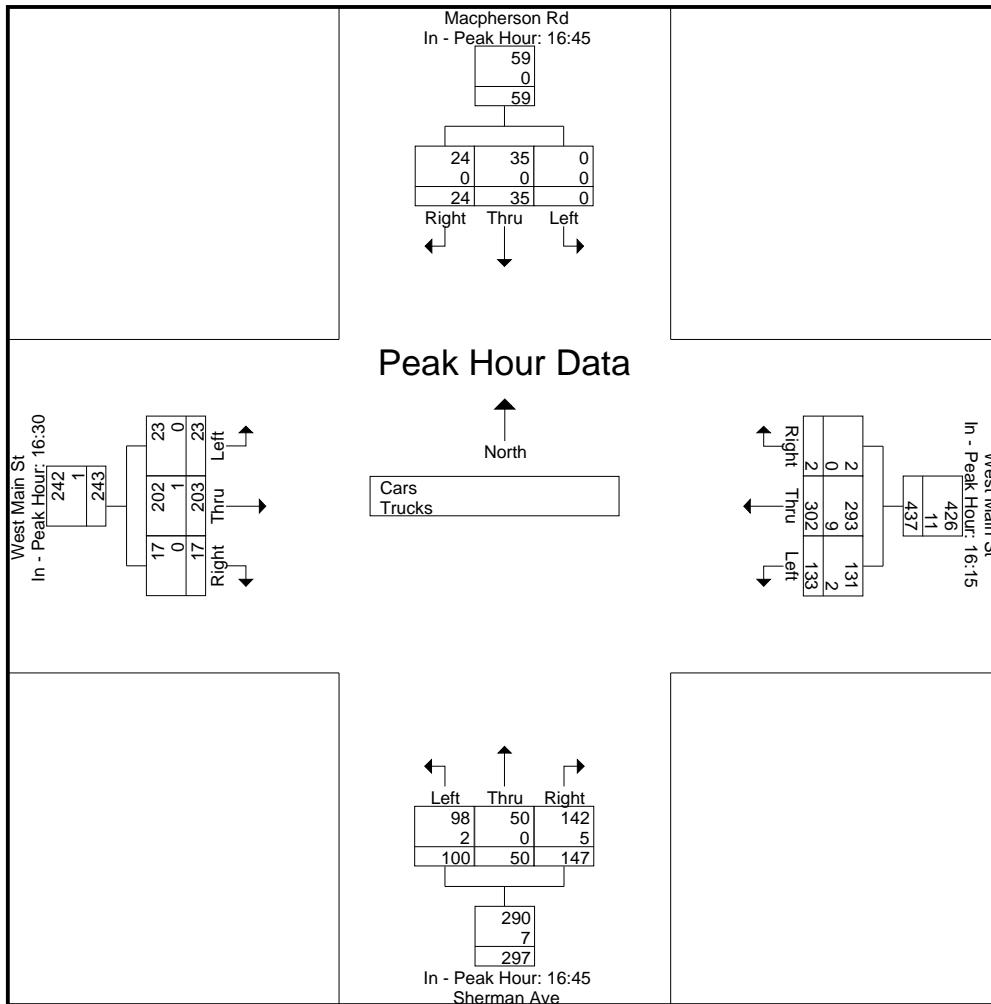 Macpherson Rd
In - Peak Hour: 16:45
59
0
59
24 35 0
0 0 0
24 35 0
Right Thru Left
Peak Hour Data
North
Cars
Trucks
West Main St
In - Peak Hour: 16:30
242
1
243
23 0 23
Left
202 1 203
Thru
17 0 17
Right
Right
2 0 2
Thru
302 9 293
Left
133 2 131
437
11
426
West Main St
In - Peak Hour: 16:15
Left Thru Right
98 50 142
2 0 5
100 50 147
290
7
297
In - Peak Hour: 16:45
Sherman Ave